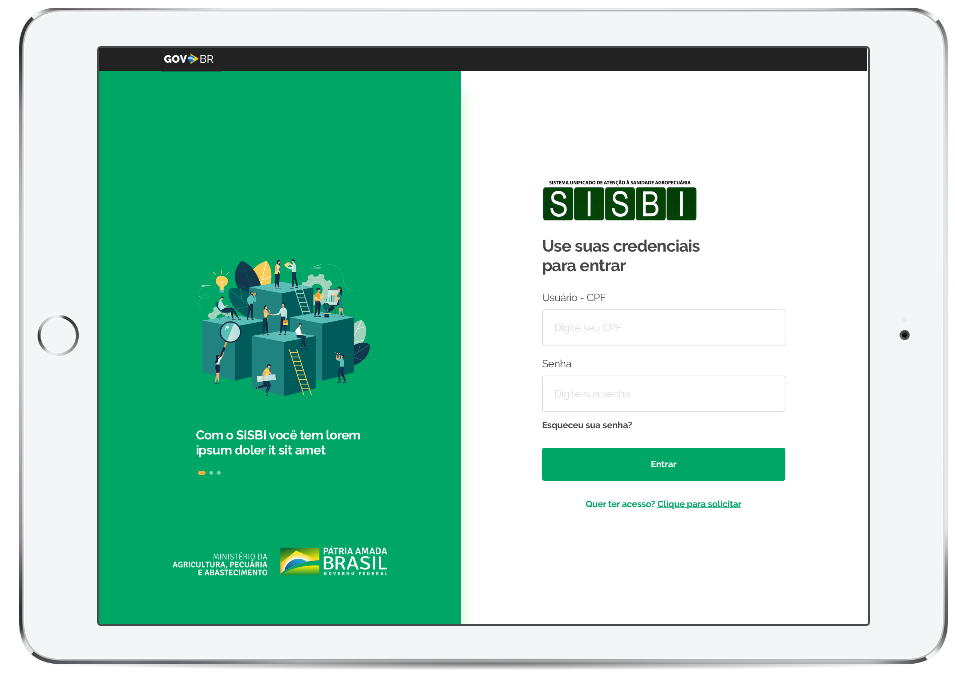 GOV BR
SISTEMA UNIFICADO DE ATENÇÃO À SANIDADE AGROPECUÁRIA
SISBI
Use suas credenciais
para entrar
Usuário - CPF
Digite seu CPF
Senha
Digite sua senha
Esqueceu sua senha?
Entrar
Quer ter acesso? Clique para solicitar
Com o SISBI você tem lorem
ipsum doler it sit amet
MINISTÉRIO DA
AGRICULTURA, PECUÁRIA
E ABASTECIMENTO
PÁTRIA AMADA
BRASIL
GOVERNO FEDERAL